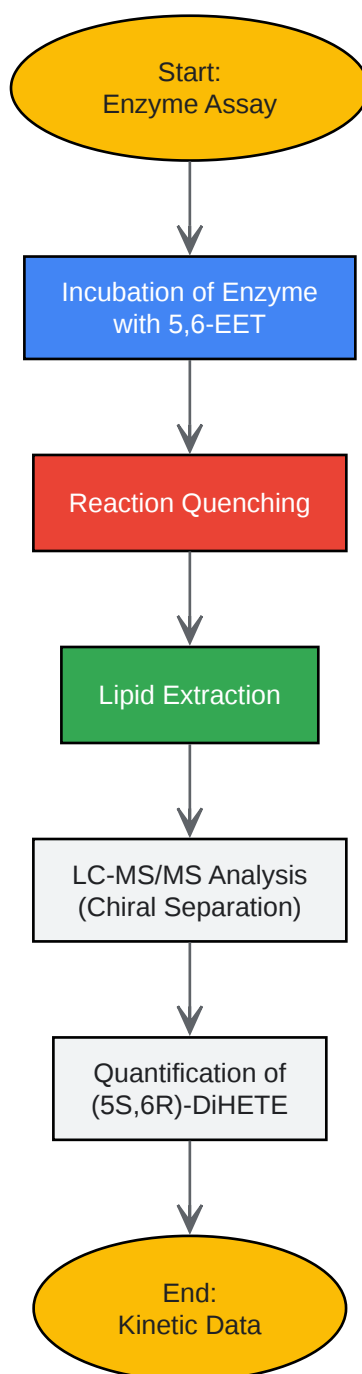 Start:
Enzyme Assay
Incubation of Enzyme
with 5,6-EET
Reaction Quenching
Lipid Extraction
LC-MS/MS Analysis
(Chiral Separation)
Quantification of
(5S,6R)-DiHETE
End:
Kinetic Data